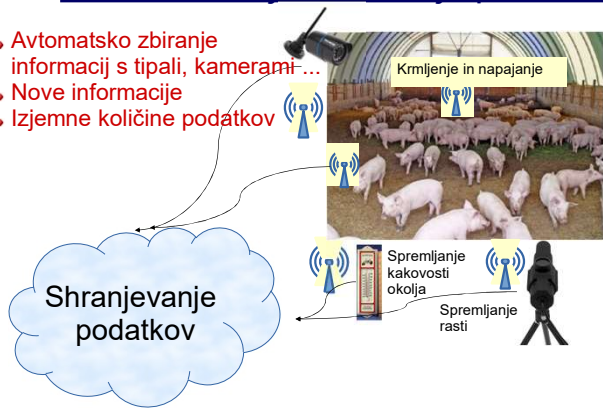 Avtomatsko zbiranje
informacij s tipali, kamerami ...
Nove informacije
Izjemne količine podatkov
Krmljenje in napajanje
Shranjevanje
podatkov
Spremljanje
kakovosti
okolja
Spremljanje
rasti